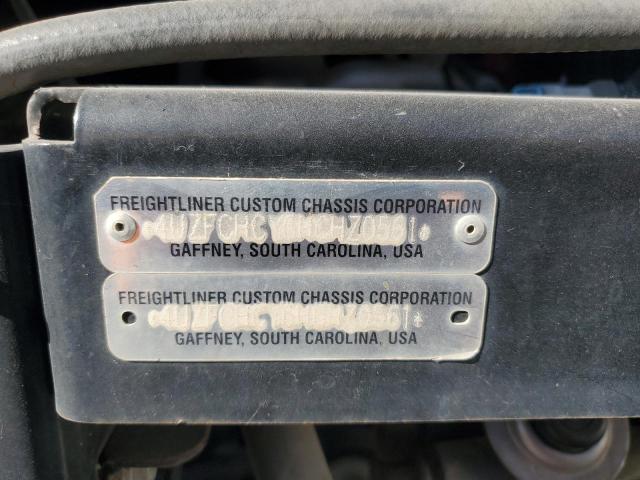 FREIGHTLINER CUSTOM CHASSIS CORPORATION
GAFFNEY, SOUTH CAROLINA, USA
FREIGHTLINER CUSTOM CHASSIS CORPORATION
GAFFNEY, SOUTH CAROLINA, USA